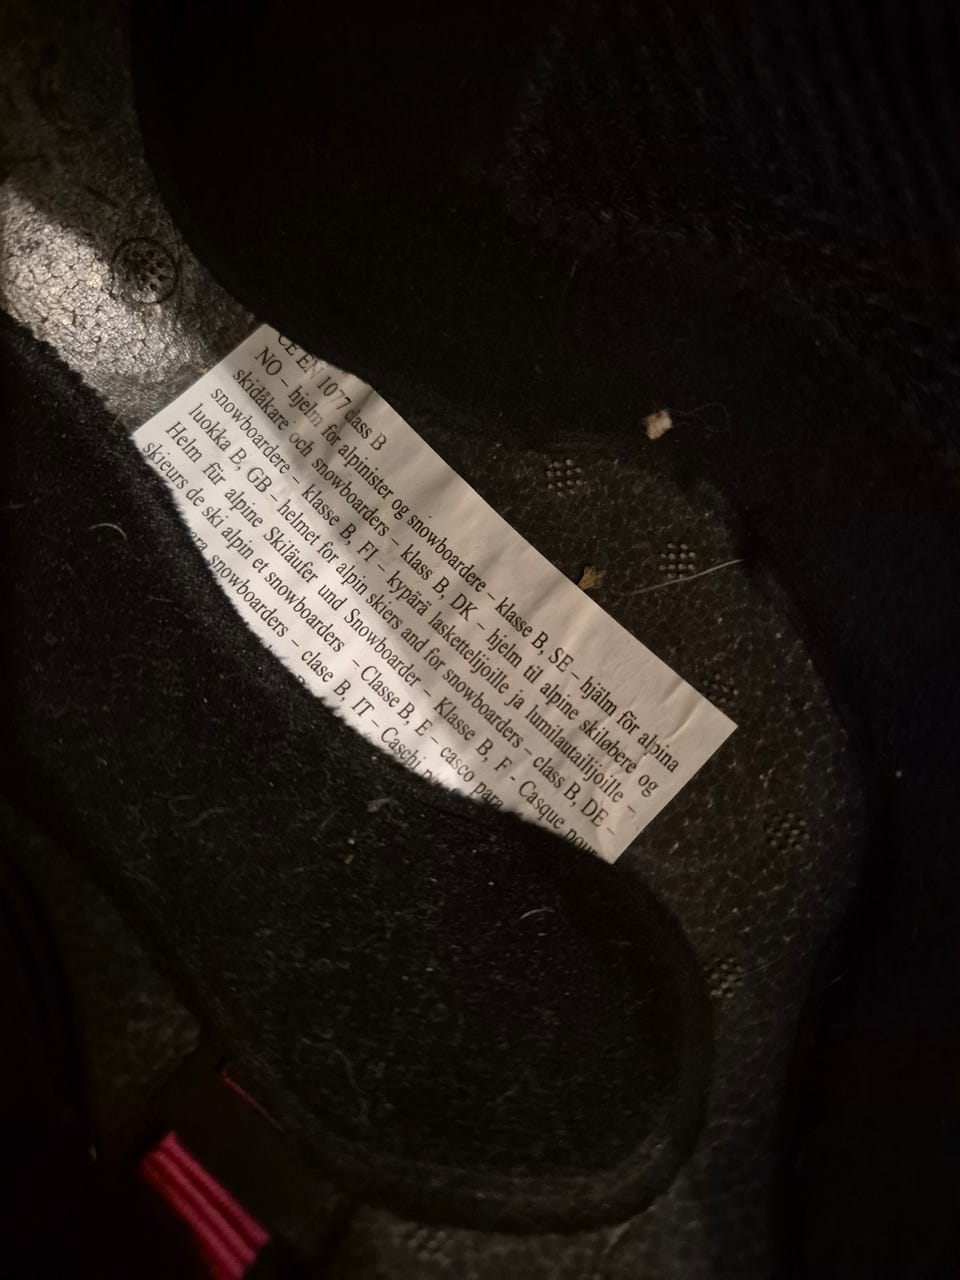 CE EN 1077 class B
NO – hjelm for alpinister og snowboardere – klasse B, SE – hjälm för alpina
skidåkare och snowboarders – klass B, DK – hjelm til alpine skiløbere og
snowboardere – klasse B, FI – kypärä laskettelijoille ja lumilautailijoille –
luokka B, GB – helmet for alpin skiers and for snowboarders – class B, DE –
Helm für alpine Skiläufer und Snowboarder – Klasse B, F - Casque pour
skieurs de ski alpin et snowboarders – Classe B, E - casco para
snowboarders – clase B, IT – Caschi